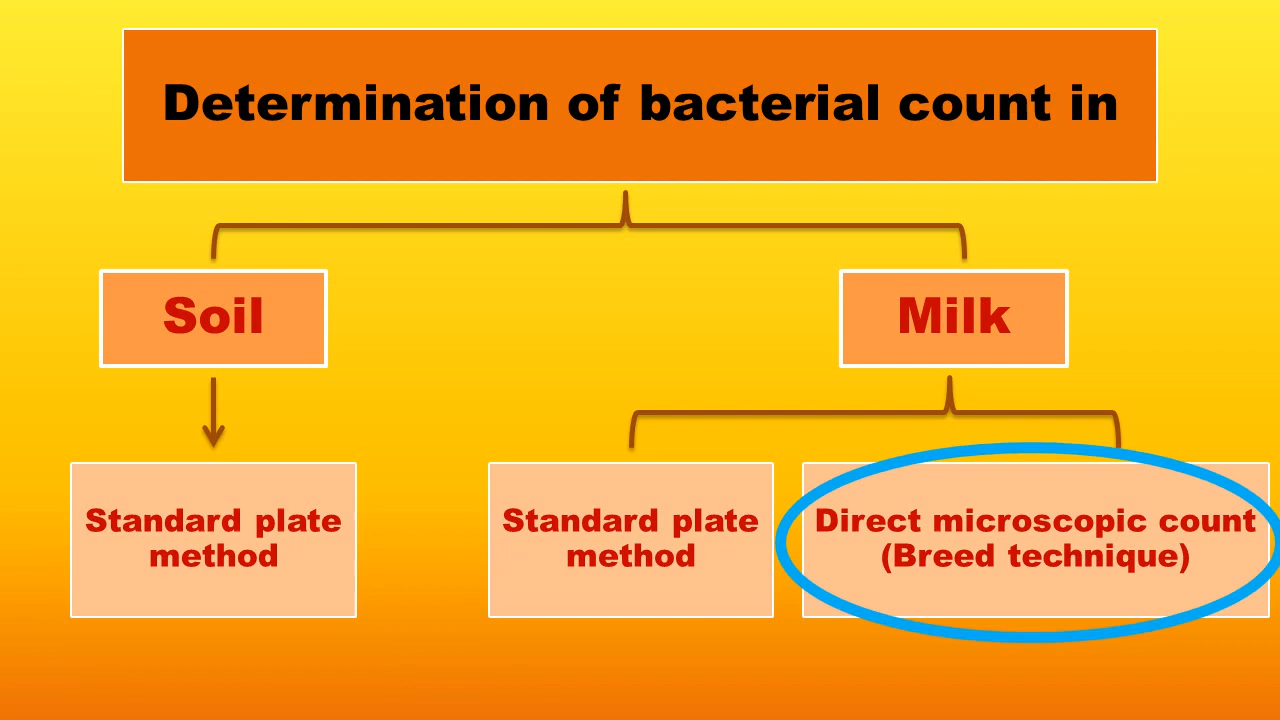 Determination of bacterial count in
Soil
Milk
Standard plate
method
Standard plate
method
Direct microscopic count
(Breed technique)